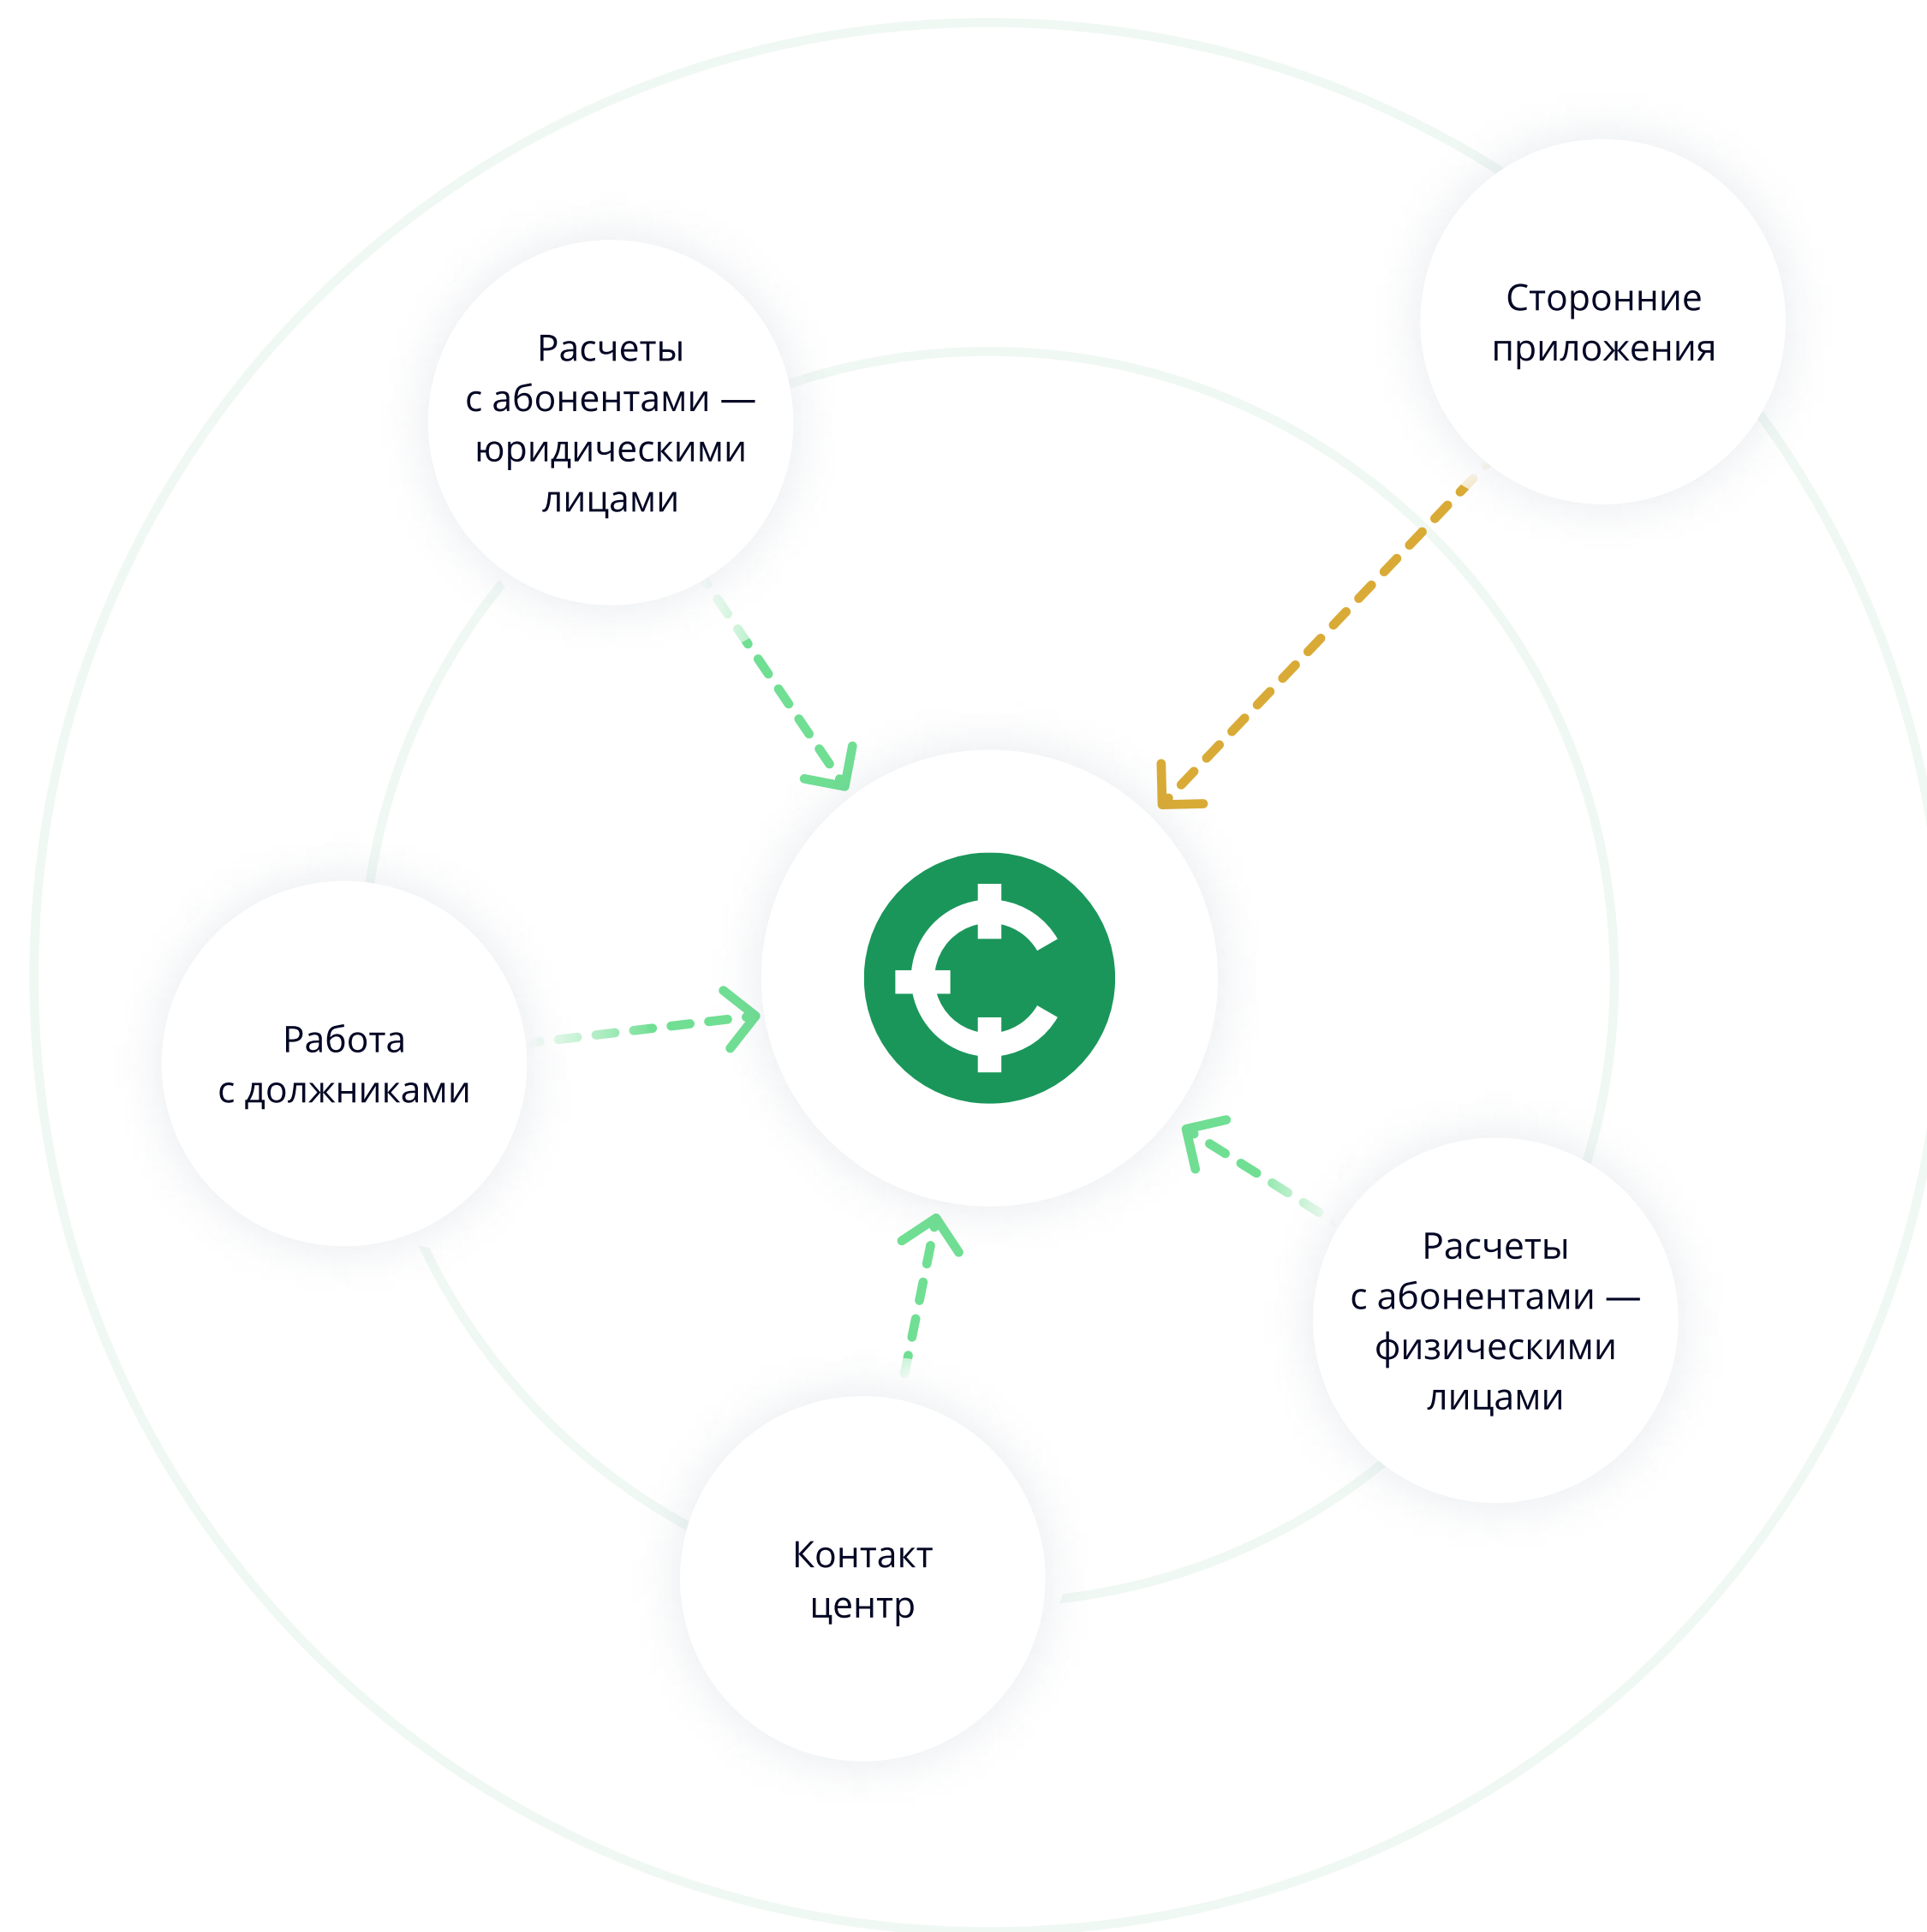 Сторонние
приложения
Расчеты
с абонентами —
юридическими
лицами
Работа
с должниками
Расчеты
с абонентами —
физическими
лицами
Контакт
центр